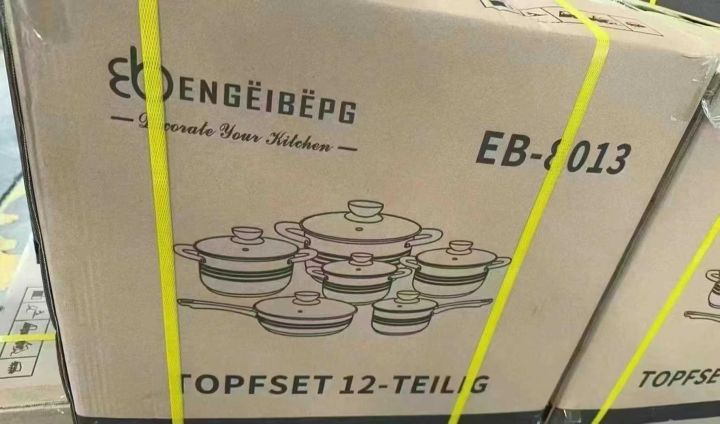 ENGËIBËPG
Decorate Your Kitchen
EB-8013
TOPFSET 12-TEILIG
TOPFSE